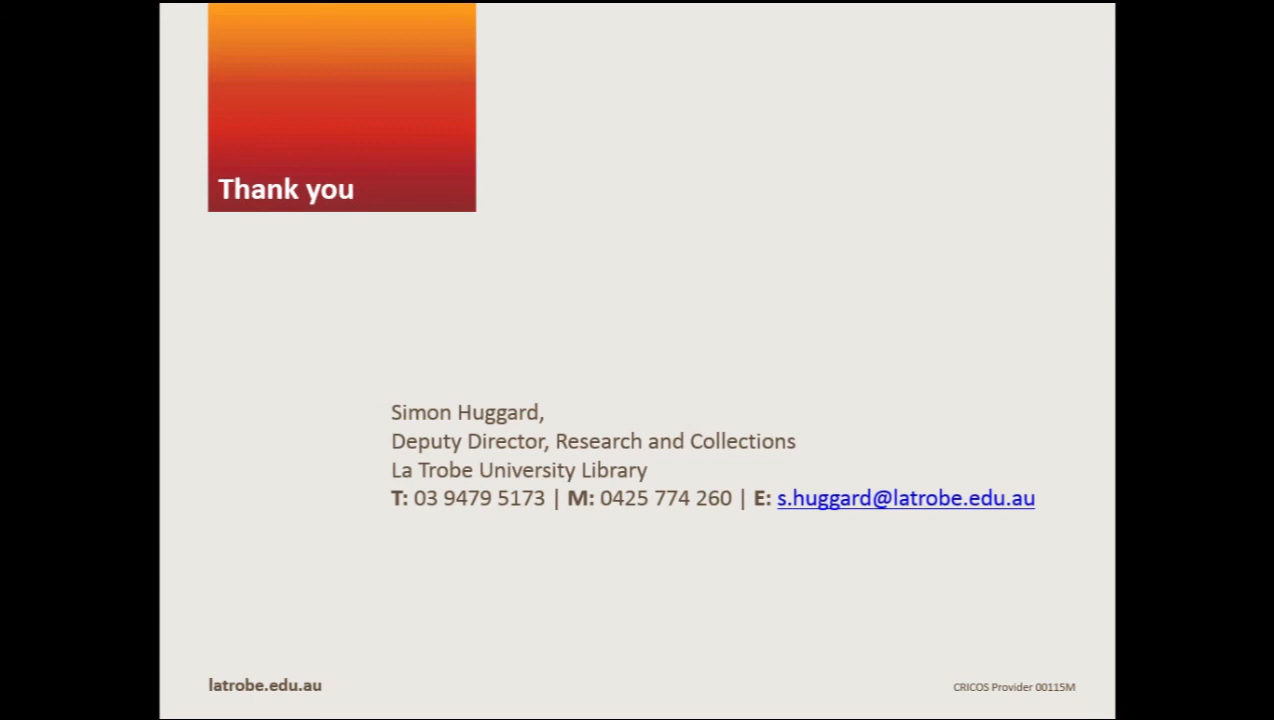 Thank you
Simon Huggard,
Deputy Director, Research and Collections
La Trobe University Library
T: 03 9479 5173 | M: 0425 774 260 | E: s.huggard@latrobe.edu.au
latrobe.edu.au
CRICOS Provider 00115M